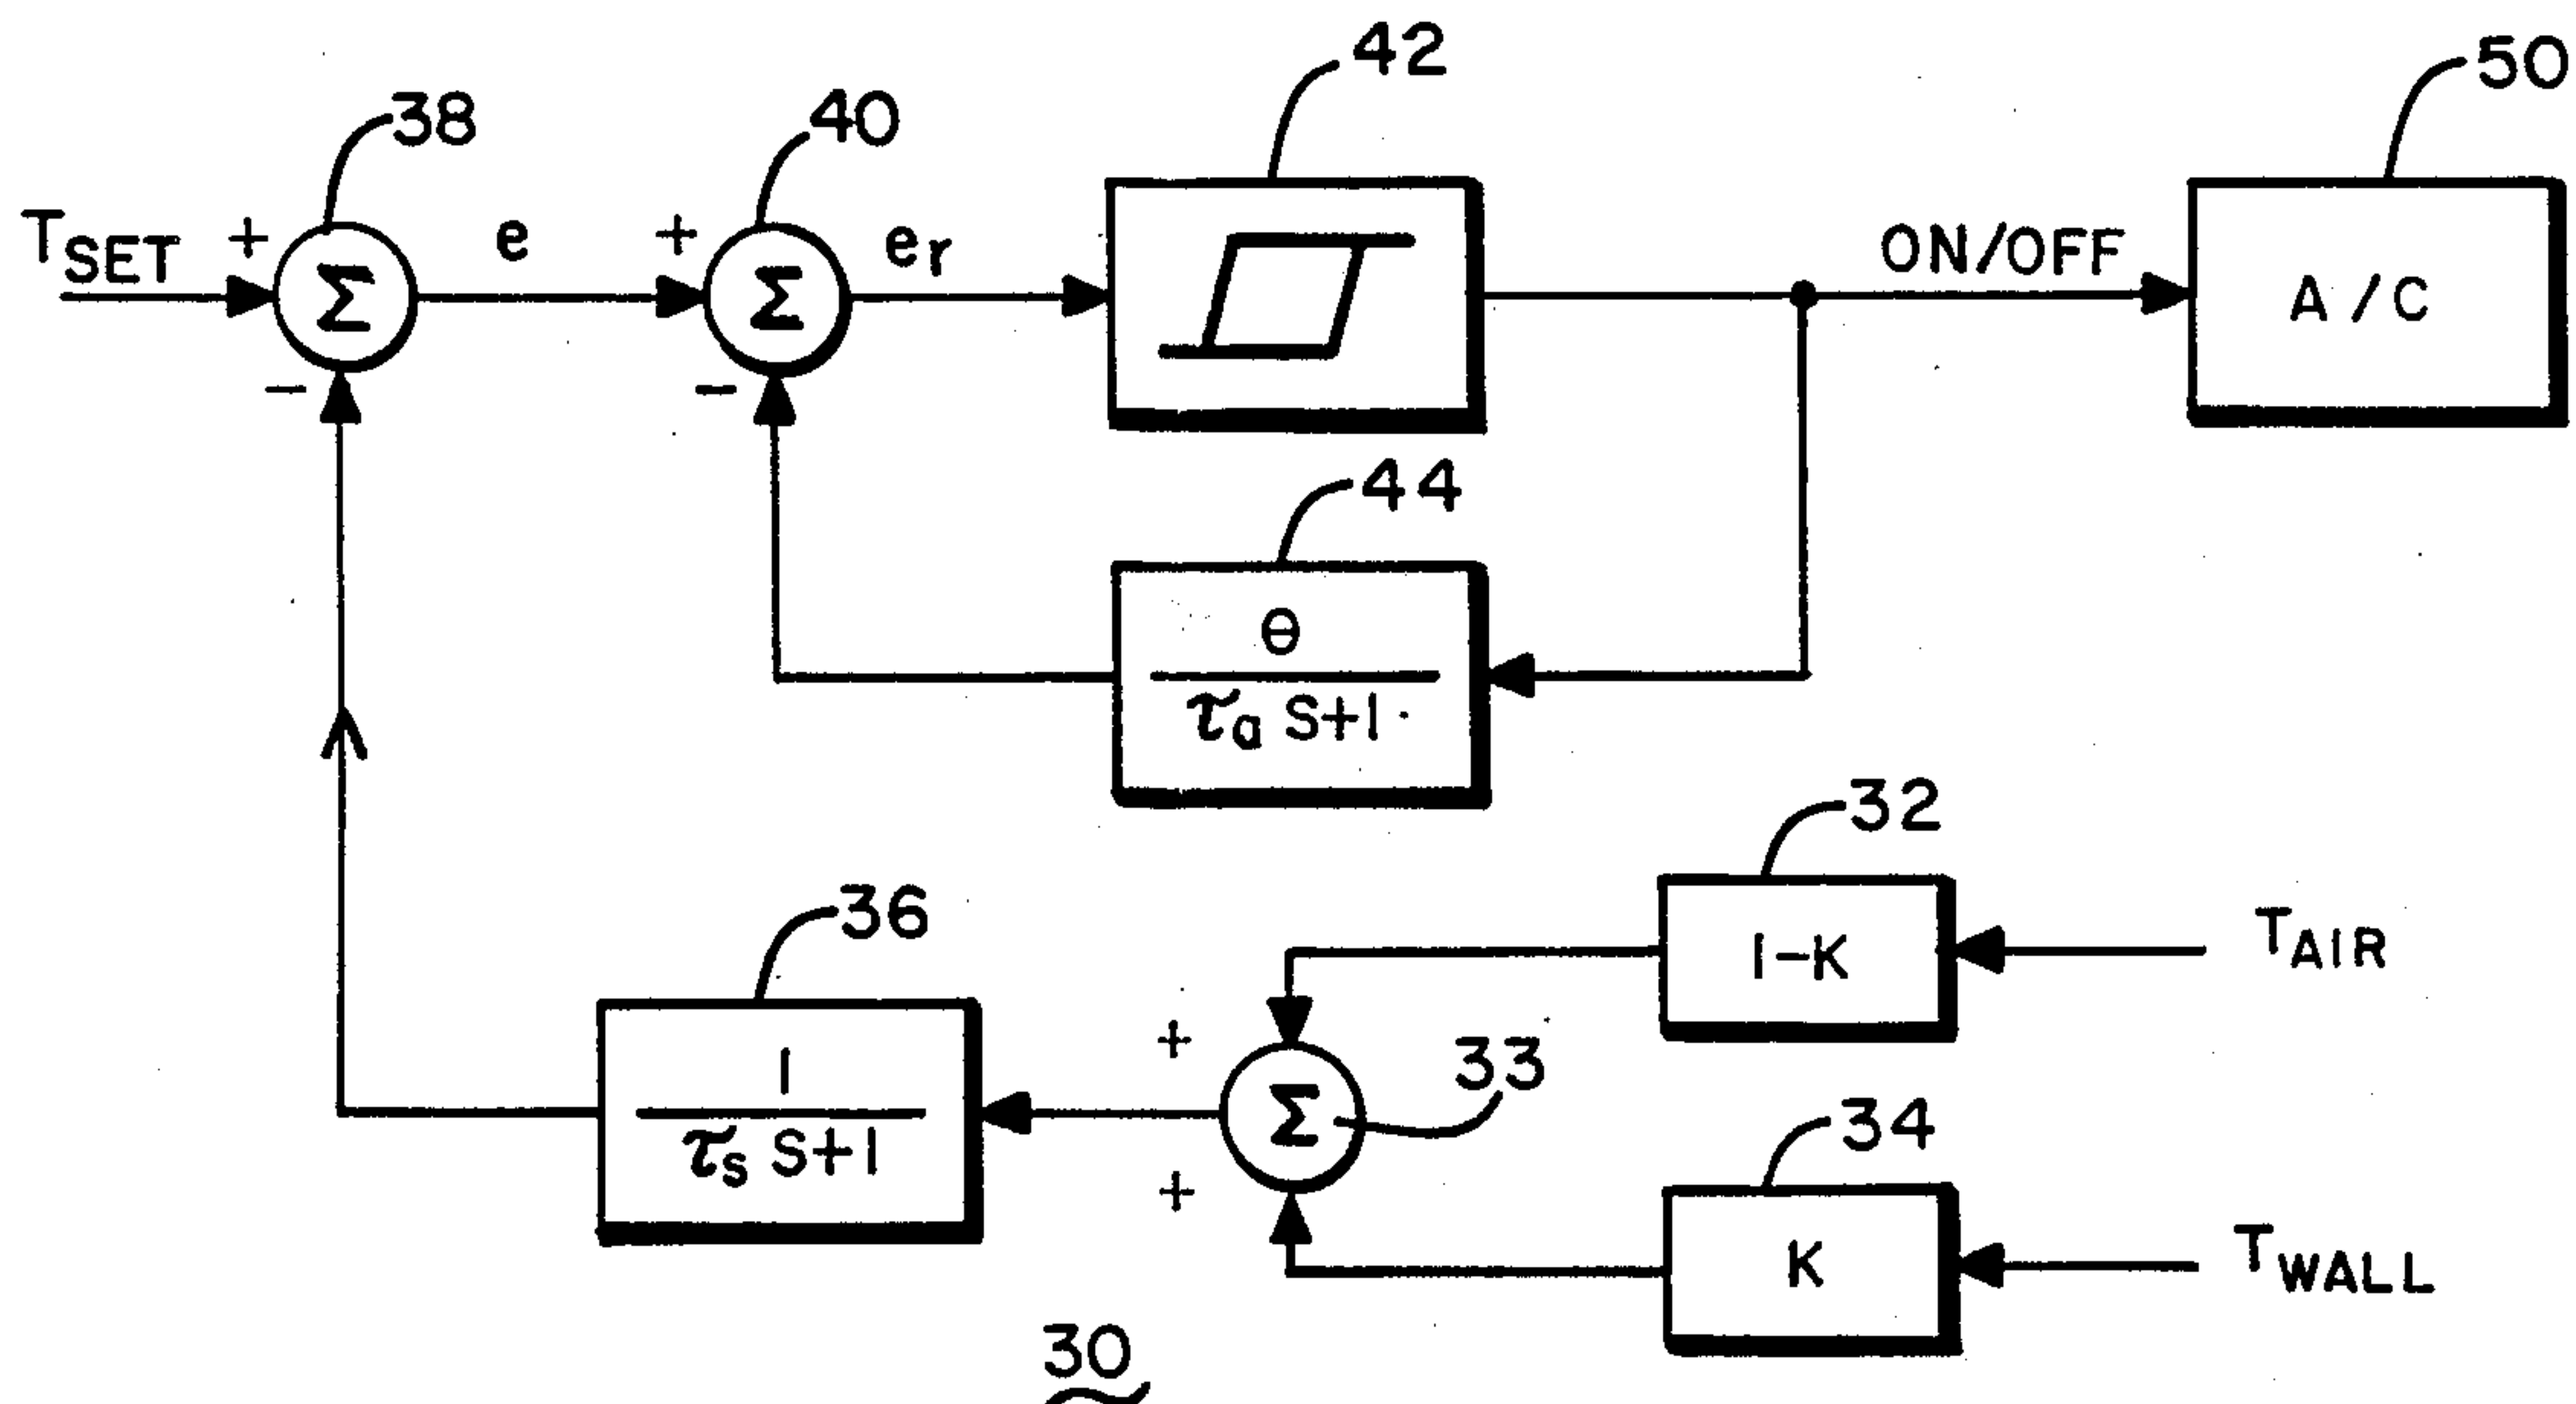 42
50
38
40
T_SET + e + e_r ON/OFF
Σ Σ A/C
- -
44
θ
τ_a S+1
32
36
1-K T_AIR
1
τ_s S+1
+
33
Σ
34
+
K T_WALL
30